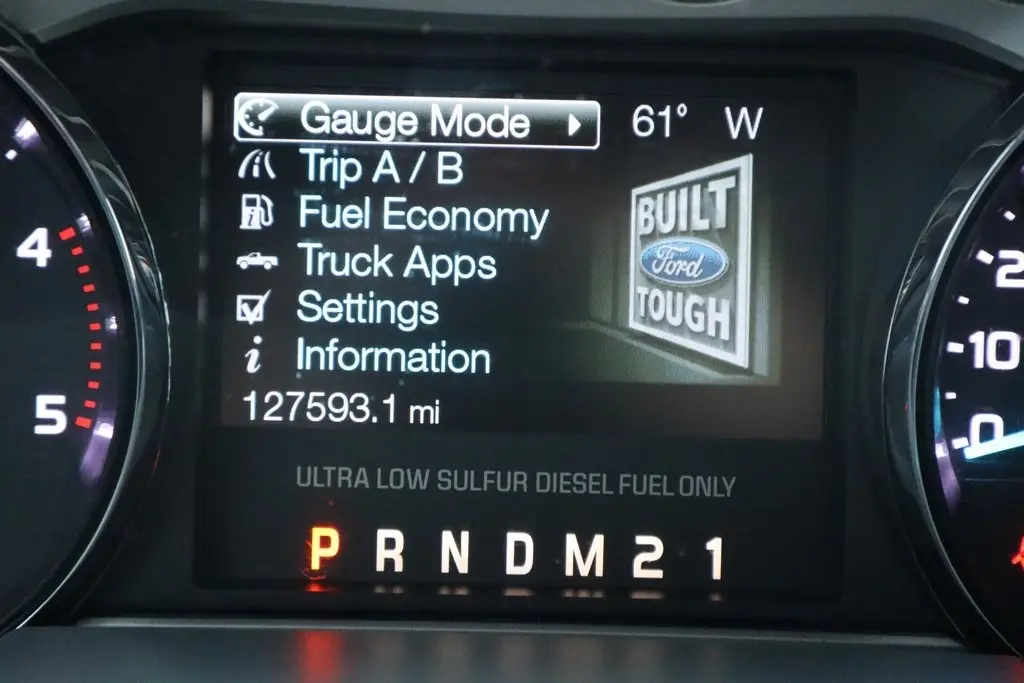 Gauge Mode 61° W
Trip A / B
Fuel Economy
Truck Apps
Settings
Information
127593.1 mi
BUILT
Ford
TOUGH
ULTRA LOW SULFUR DIESEL FUEL ONLY
P R N D M 2 1
4
5
2
10
0